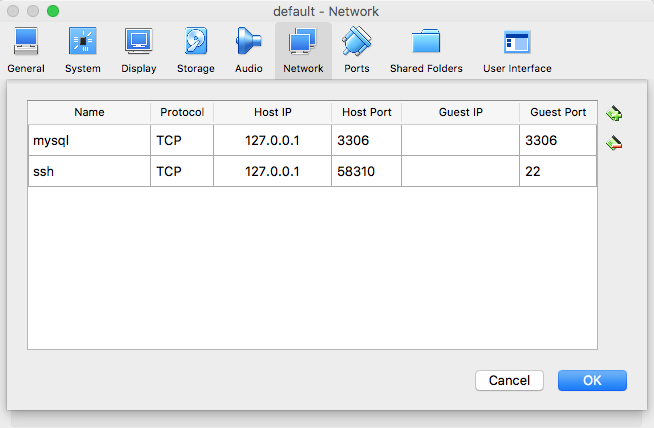 default - Network
General System Display Storage Audio Network Ports Shared Folders User Interface
Name Protocol Host IP Host Port Guest IP Guest Port
mysql TCP 127.0.0.1 3306 3306
ssh TCP 127.0.0.1 58310 22
Cancel OK